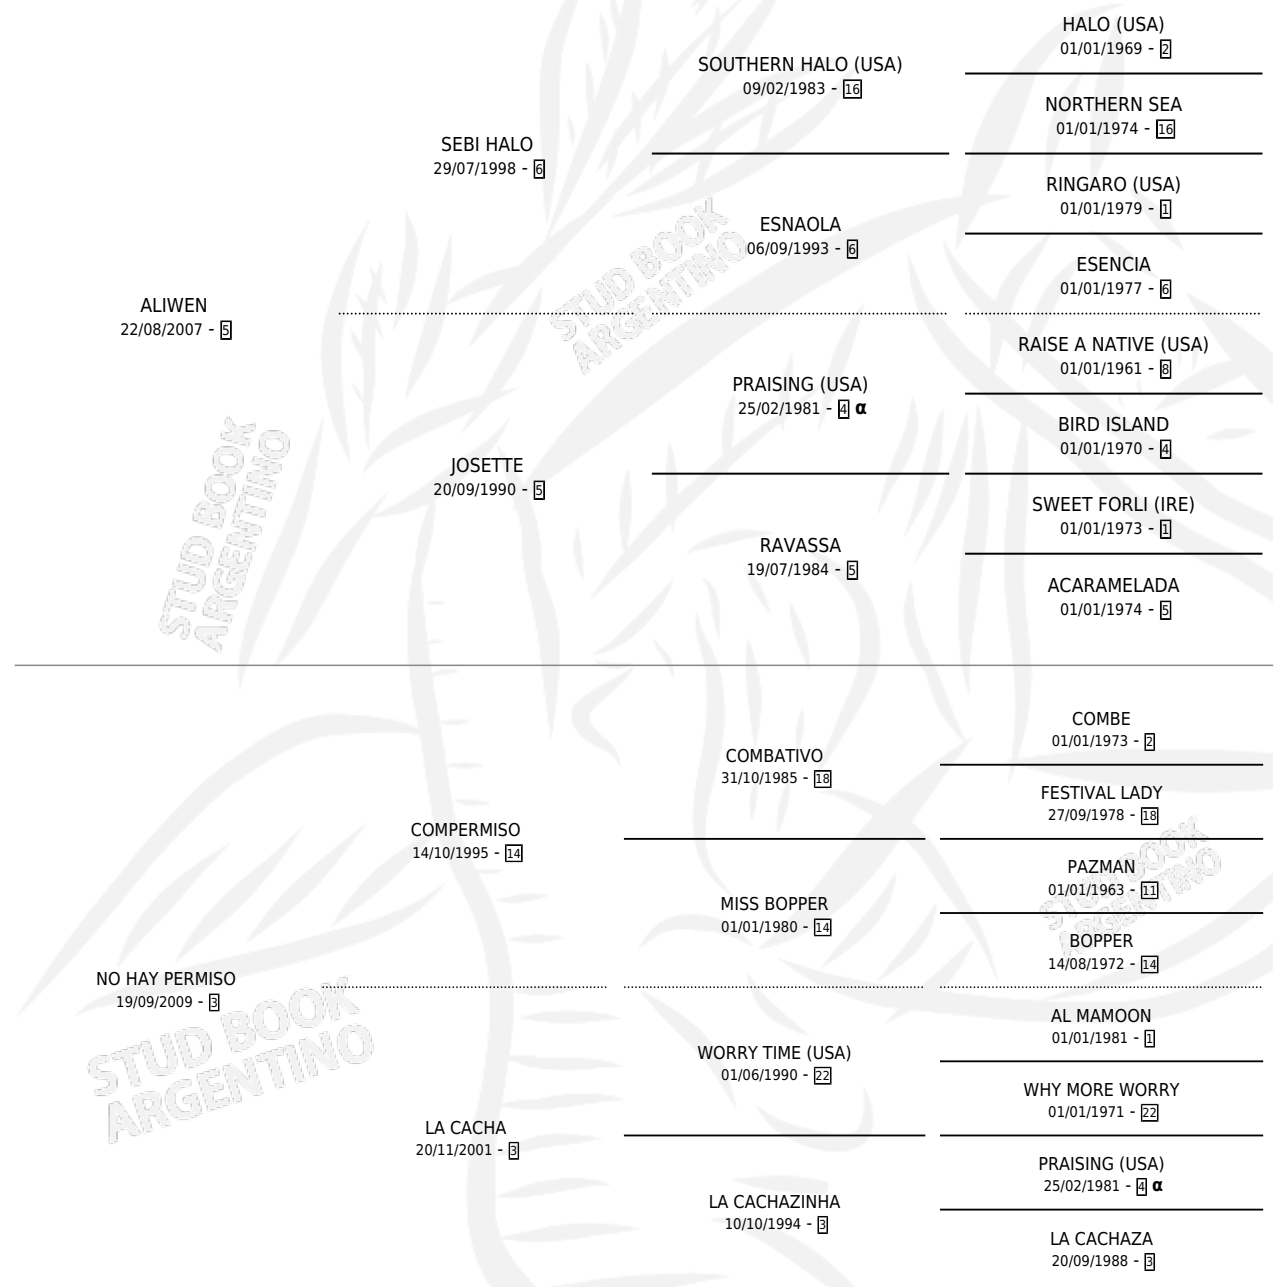 HALO (USA)
01/01/1969 - 2
SOUTHERN HALO (USA)
09/02/1983 - 16
NORTHERN SEA
01/01/1974 - 16
SEBI HALO
29/07/1998 - 6
RINGARO (USA)
01/01/1979 - 1
ESNAOLA
06/09/1993 - 6
ESENCIA
01/01/1977 - 6
ALIWEN
22/08/2007 - 5
RAISE A NATIVE (USA)
01/01/1961 - 8
PRAISING (USA)
25/02/1981 - 4 α
BIRD ISLAND
01/01/1970 - 4
JOSETTE
20/09/1990 - 5
SWEET FORLI (IRE)
01/01/1973 - 1
RAVASSA
19/07/1984 - 5
ACARAMELADA
01/01/1974 - 5
COMBE
01/01/1973 - 2
COMBATIVO
31/10/1985 - 18
FESTIVAL LADY
27/09/1978 - 18
COMPERMISO
14/10/1995 - 14
PAZMAN
01/01/1963 - 11
MISS BOPPER
01/01/1980 - 14
BOPPER
14/08/1972 - 14
NO HAY PERMISO
19/09/2009 - 3
AL MAMOON
01/01/1981 - 1
WORRY TIME (USA)
01/06/1990 - 22
WHY MORE WORRY
01/01/1971 - 22
LA CACHA
20/11/2001 - 3
PRAISING (USA)
25/02/1981 - 4 α
LA CACHAZINHA
10/10/1994 - 3
LA CACHAZA
20/09/1988 - 3
STUD BOOK
ARGENTINO
STUD BOOK
ARGENTINO
STUD BOOK
ARGENTINO
STUD BOOK
ARGENTINO